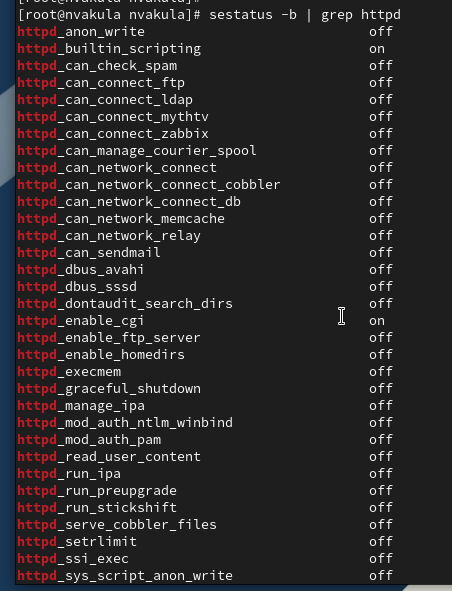 [root@nvakula nvakula]#
[root@nvakula nvakula]# sestatus -b | grep httpd
httpd_anon_write off
httpd_builtin_scripting on
httpd_can_check_spam off
httpd_can_connect_ftp off
httpd_can_connect_ldap off
httpd_can_connect_mythtv off
httpd_can_connect_zabbix off
httpd_can_manage_courier_spool off
httpd_can_network_connect off
httpd_can_network_connect_cobbler off
httpd_can_network_connect_db off
httpd_can_network_memcache off
httpd_can_network_relay off
httpd_can_sendmail off
httpd_dbus_avahi off
httpd_dbus_sssd off
httpd_dontaudit_search_dirs off
httpd_enable_cgi on
httpd_enable_ftp_server off
httpd_enable_homedirs off
httpd_execmem off
httpd_graceful_shutdown off
httpd_manage_ipa off
httpd_mod_auth_ntlm_winbind off
httpd_mod_auth_pam off
httpd_read_user_content off
httpd_run_ipa off
httpd_run_preupgrade off
httpd_run_stickshift off
httpd_serve_cobbler_files off
httpd_setrlimit off
httpd_ssi_exec off
httpd_sys_script_anon_write off